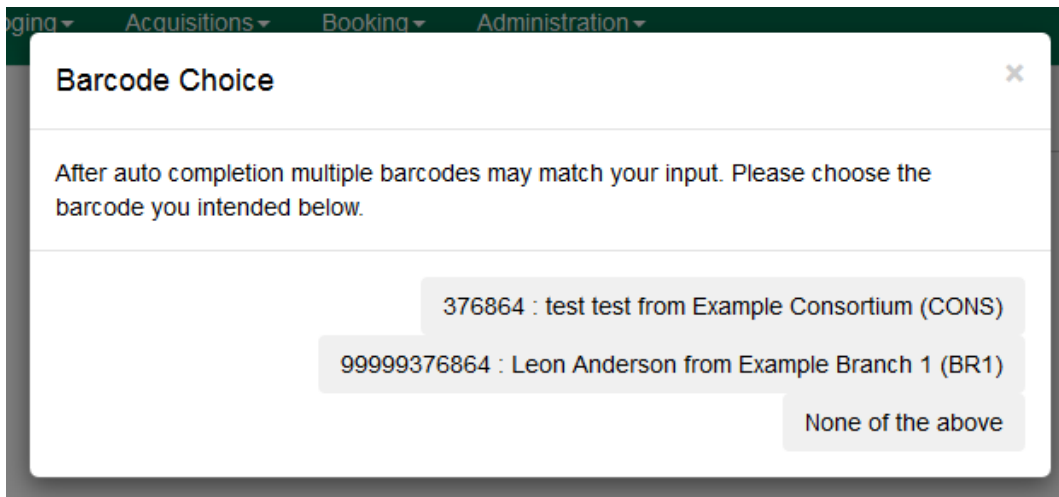 Acquisitions Booking Administration
Barcode Choice ×
After auto completion multiple barcodes may match your input. Please choose the
barcode you intended below.
376864 : test test from Example Consortium (CONS)
99999376864 : Leon Anderson from Example Branch 1 (BR1)
None of the above